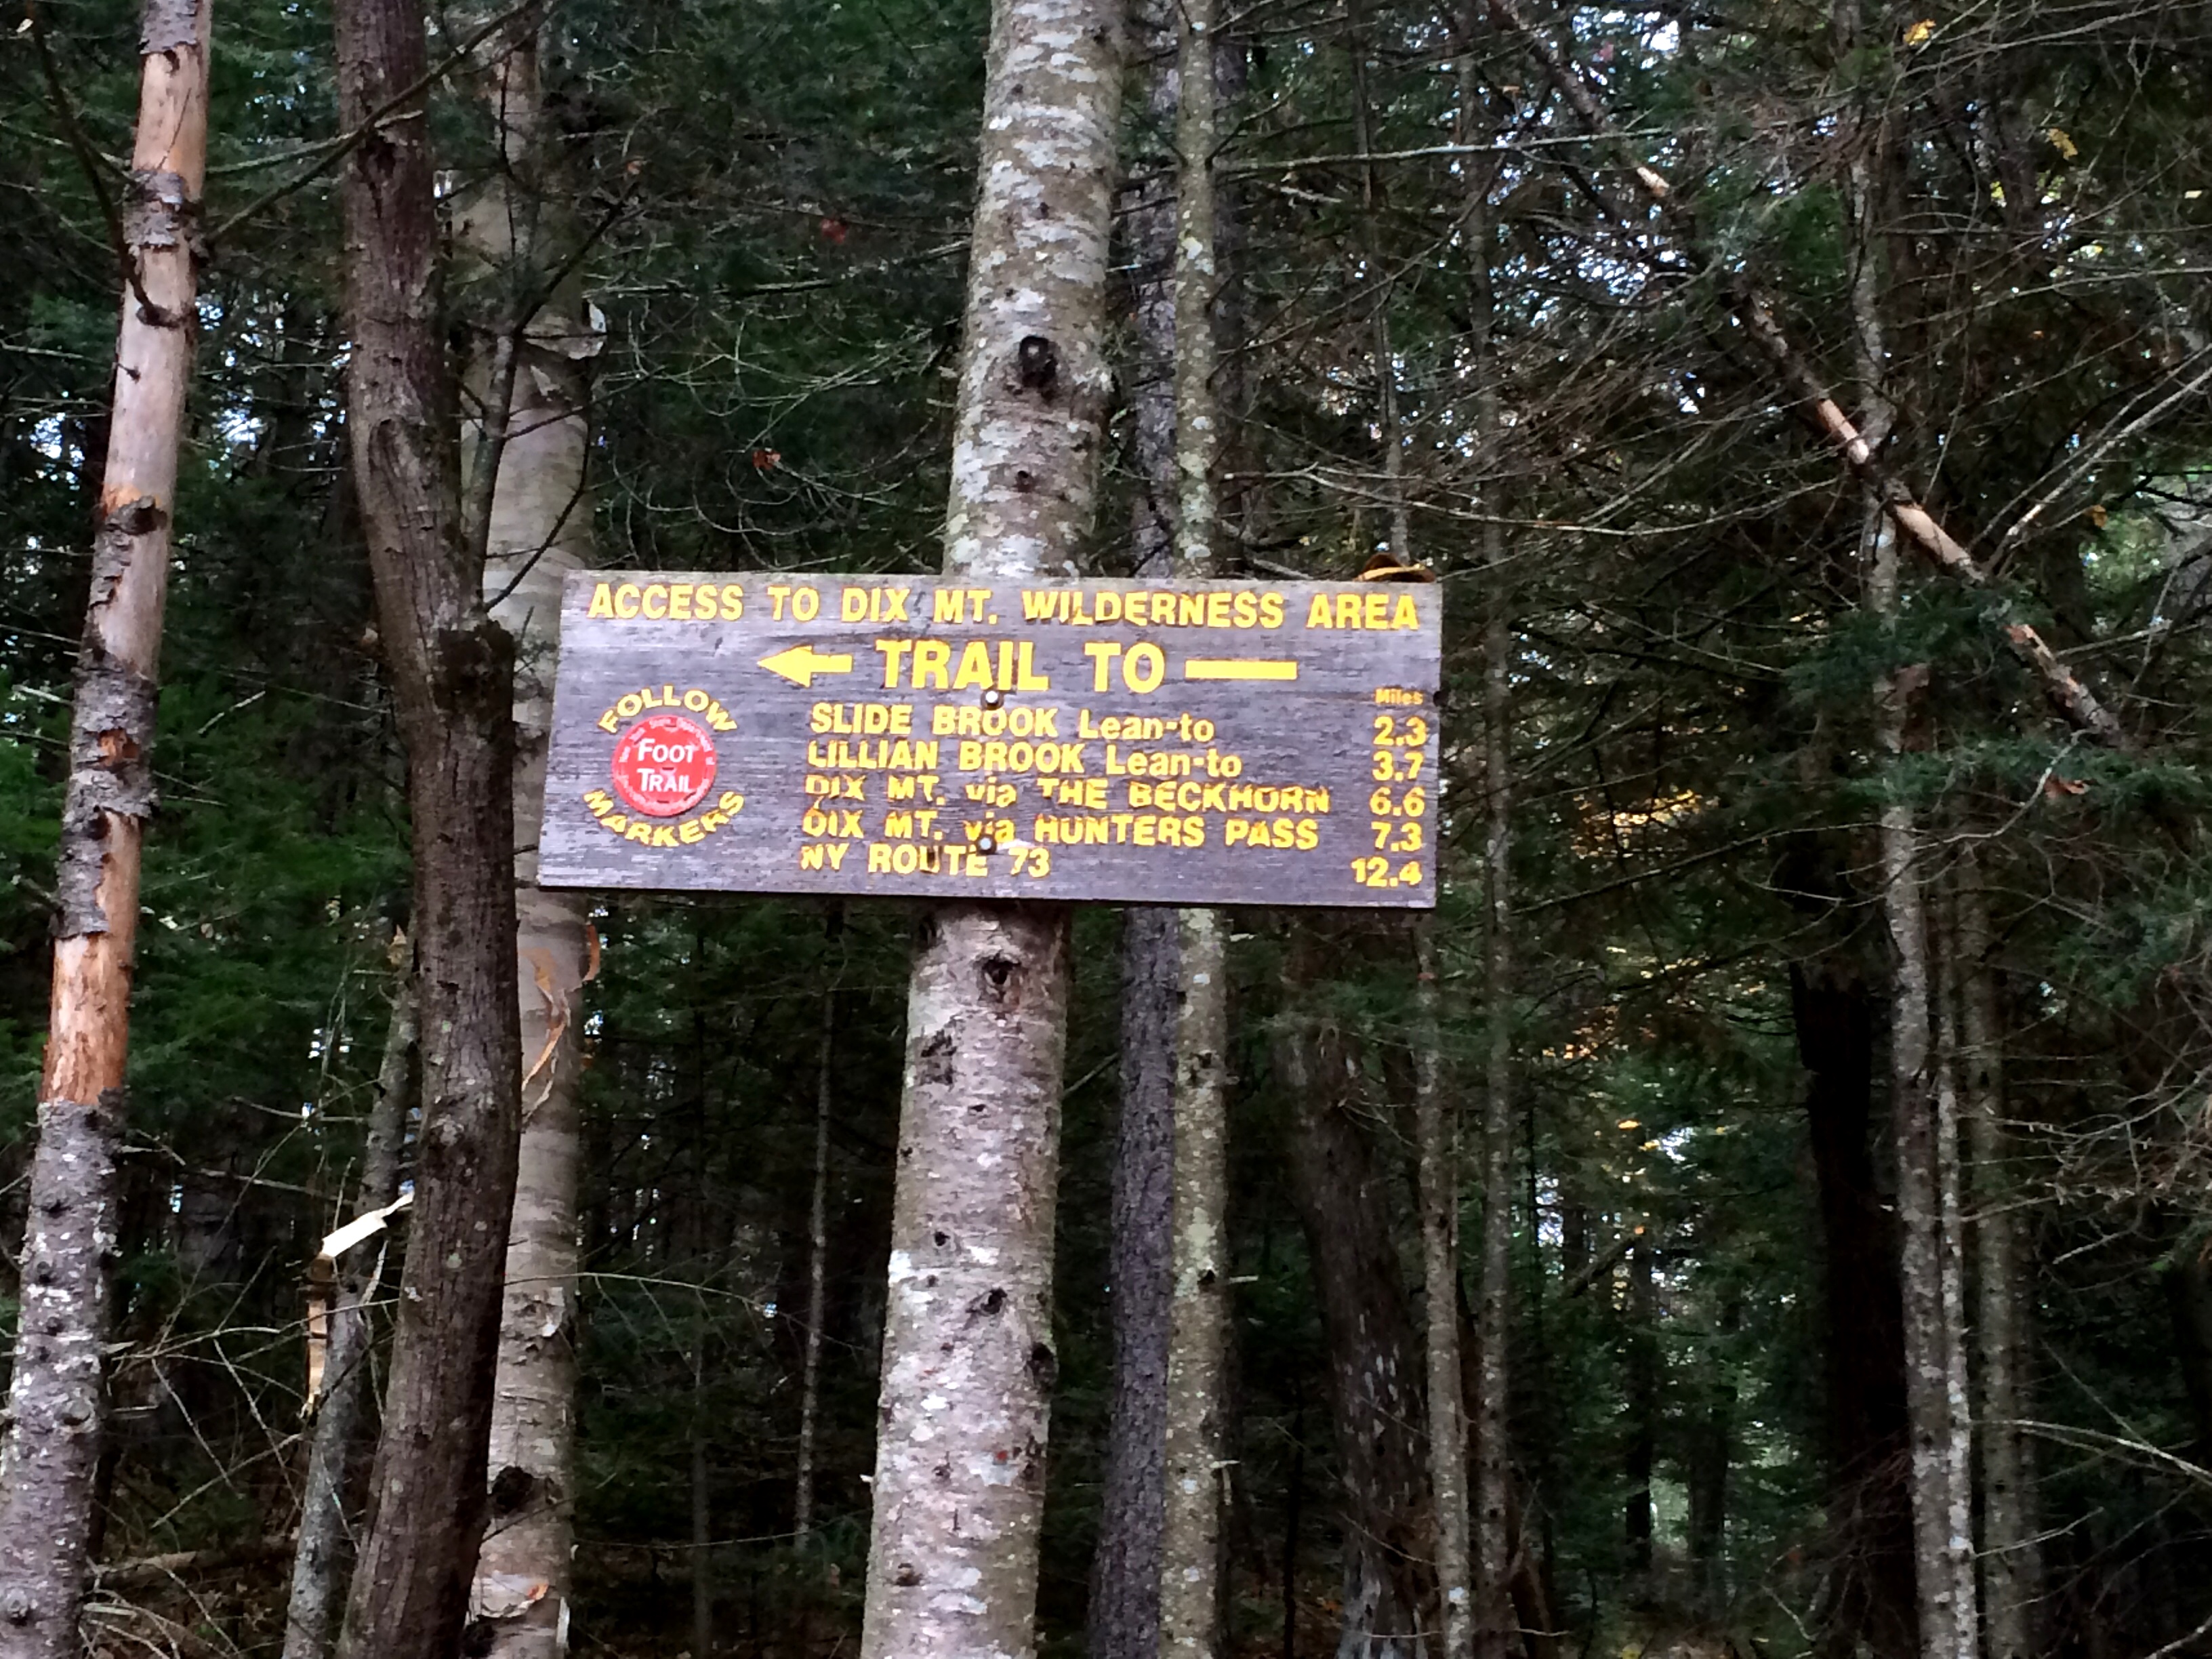 ACCESS TO DIX MT. WILDERNESS AREA
TRAIL TO
Miles
FOLLOW
FOOT
TRAIL
MARKERS
SLIDE BROOK Lean-to 2.3
LILLIAN BROOK Lean-to 3.7
DIX MT. via THE BECKHORN 6.6
DIX MT. via HUNTERS PASS 7.3
NY ROUTE 73 12.4